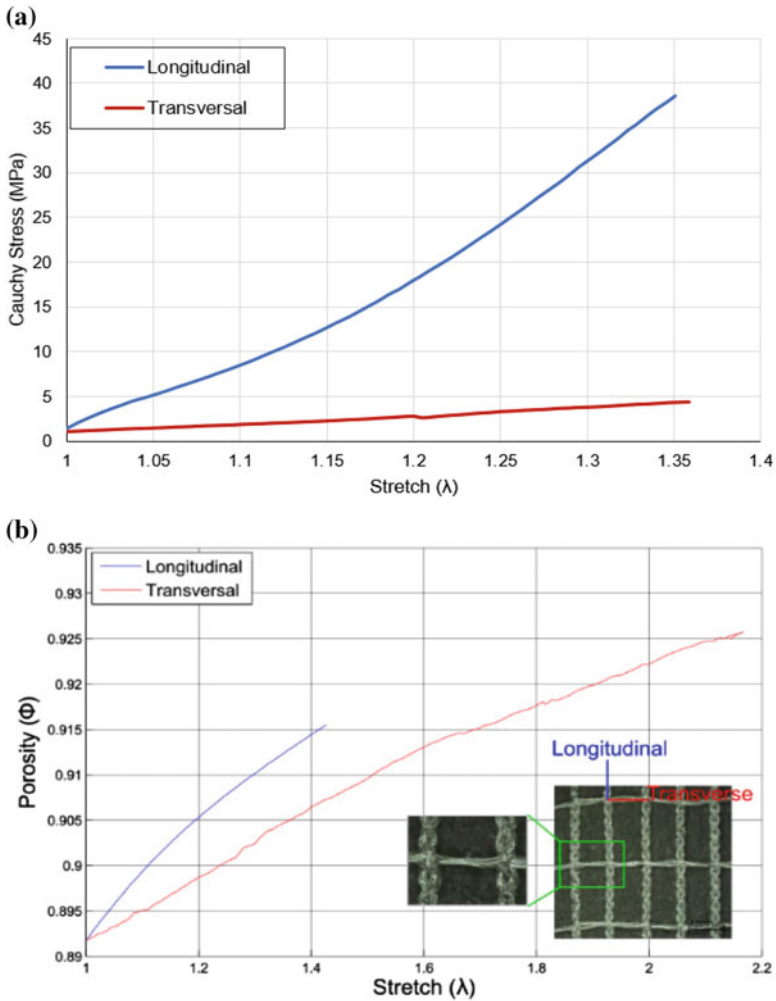 (a)
45
40
35
30
25
20
15
10
5
0
Cauchy Stress (MPa)
Longitudinal
Transversal
1 1.05 1.1 1.15 1.2 1.25 1.3 1.35 1.4
Stretch (λ)
(b)
0.935
0.93
0.925
0.92
0.915
0.91
0.905
0.9
0.895
0.89
Porosity (Φ)
Longitudinal
Transversal
Longitudinal
Transverse
1 1.2 1.4 1.6 1.8 2 2.2
Stretch (λ)